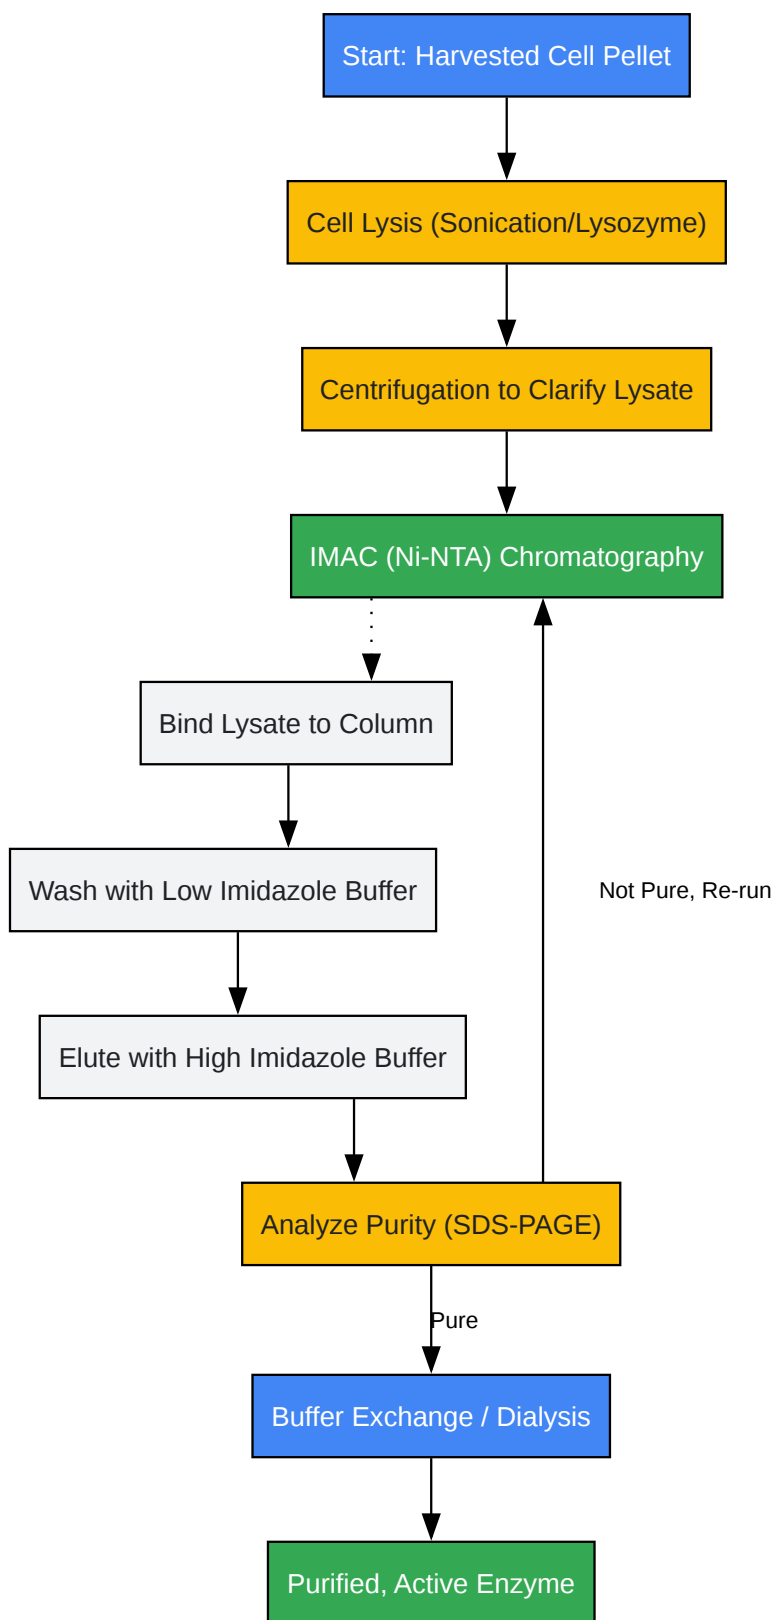 Start: Harvested Cell Pellet
Cell Lysis (Sonication/Lysozyme)
Centrifugation to Clarify Lysate
IMAC (Ni-NTA) Chromatography
Bind Lysate to Column
Wash with Low Imidazole Buffer
Not Pure, Re-run
Elute with High Imidazole Buffer
Analyze Purity (SDS-PAGE)
Pure
Buffer Exchange / Dialysis
Purified, Active Enzyme